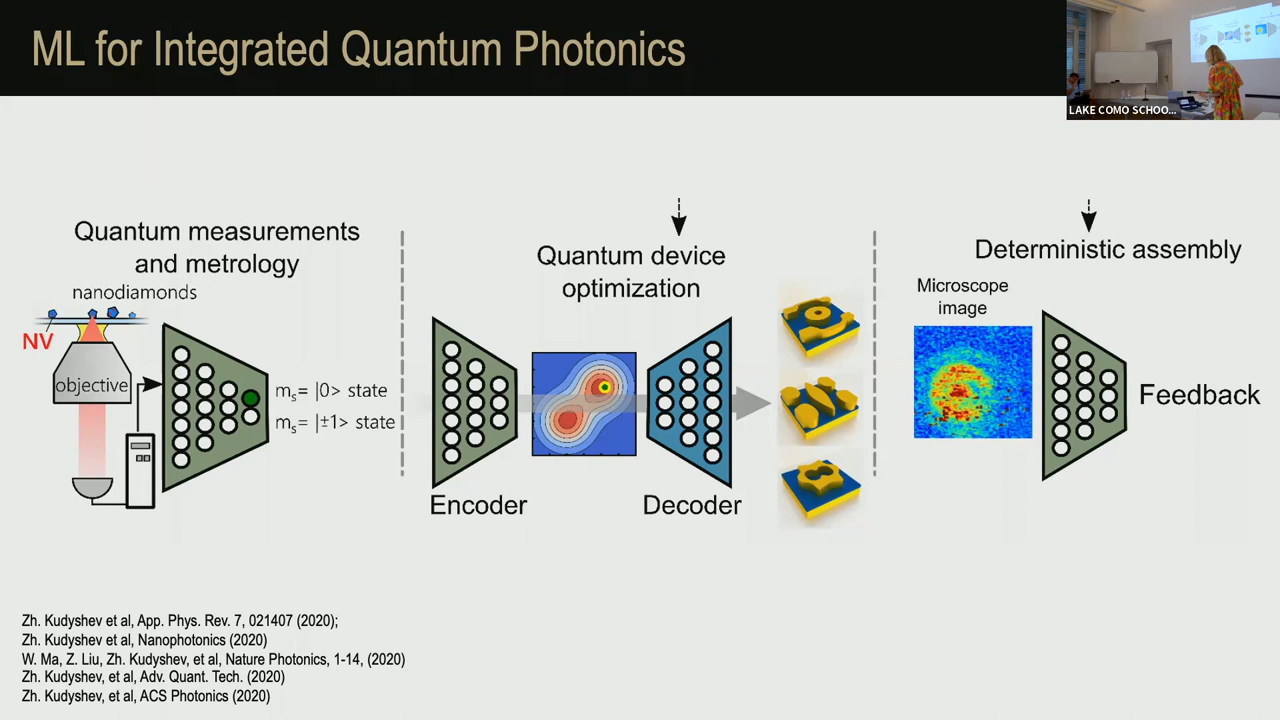 ML for Integrated Quantum Photonics
LAKE COMO SCHOO...
Quantum measurements
and metrology
nanodiamonds
NV
objective
mₛ= |0> state
mₛ= |±1> state
Quantum device
optimization
Encoder
Decoder
Deterministic assembly
Microscope
image
Feedback
Zh. Kudyshev et al, App. Phys. Rev. 7, 021407 (2020);
Zh. Kudyshev et al, Nanophotonics (2020)
W. Ma, Z. Liu, Zh. Kudyshev, et al, Nature Photonics, 1-14, (2020)
Zh. Kudyshev, et al, Adv. Quant. Tech. (2020)
Zh. Kudyshev, et al, ACS Photonics (2020)